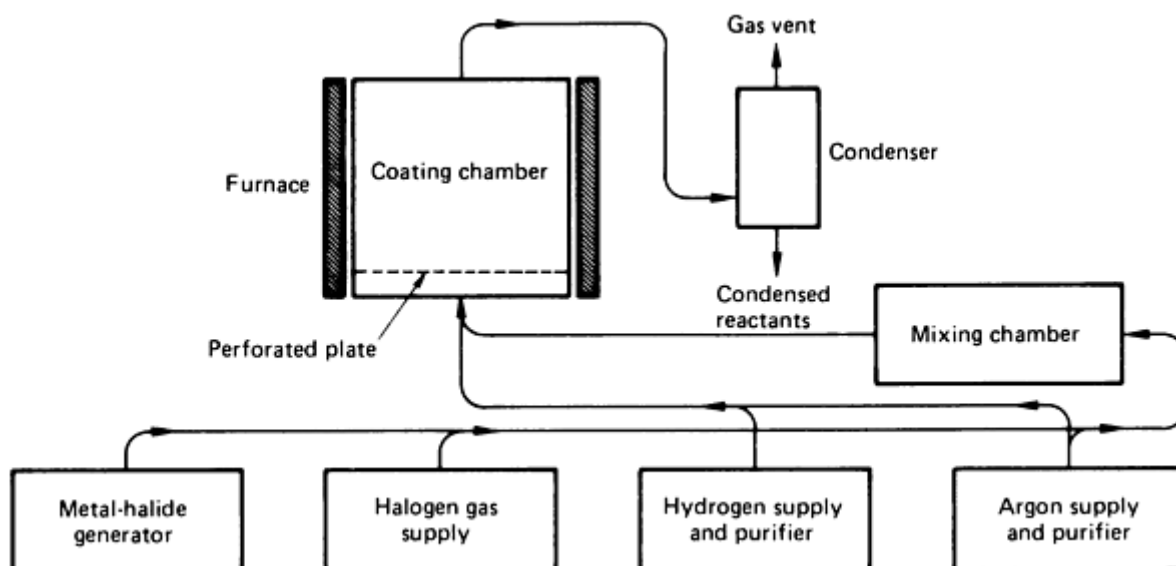 Gas vent
Furnace
Coating chamber
Condenser
Condensed
reactants
Perforated plate
Mixing chamber
Metal-halide
generator
Halogen gas
supply
Hydrogen supply
and purifier
Argon supply
and purifier